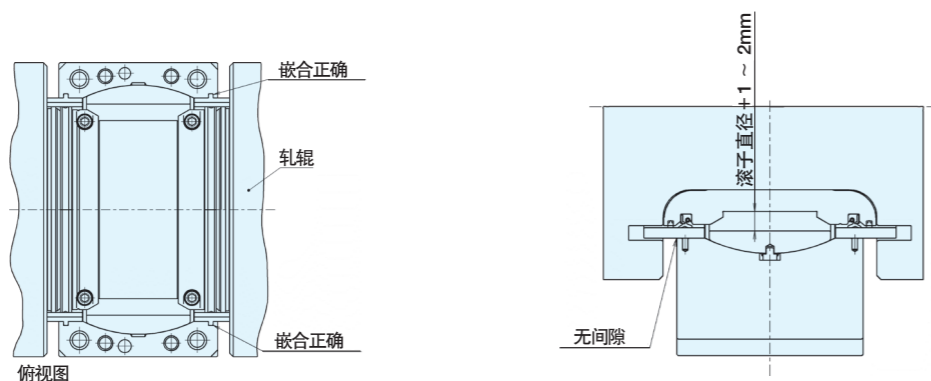 嵌合正确
轧辊
嵌合正确
俯视图
滚子直径+1 ~ 2mm
无间隙